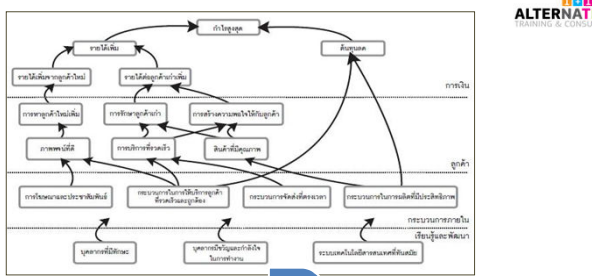 ALTERNATI
TRAINING & CONSU
กำไรสูงสุด
รายได้เพิ่ม
ต้นทุนลด
รายได้เพิ่มจากลูกค้าใหม่
รายได้ต่อลูกค้าเก่าเพิ่ม
การเงิน
การหาลูกค้าใหม่เพิ่ม
การรักษาลูกค้าเก่า
การสร้างความพอใจให้กับลูกค้า
ภาพพจน์ที่ดี
การบริการที่รวดเร็ว
สินค้าที่มีคุณภาพ
ลูกค้า
การโฆษณาและประชาสัมพันธ์
กระบวนการในการให้บริการลูกค้า
ที่รวดเร็วและถูกต้อง
กระบวนการจัดส่งที่ตรงเวลา
กระบวนการในการผลิตที่มีประสิทธิภาพ
กระบวนการภายใน
เรียนรู้และพัฒนา
บุคลากรที่มีทักษะ
บุคลากรมีขวัญและกำลังใจ
ในการทำงาน
ระบบเทคโนโลยีสารสนเทศที่ทันสมัย